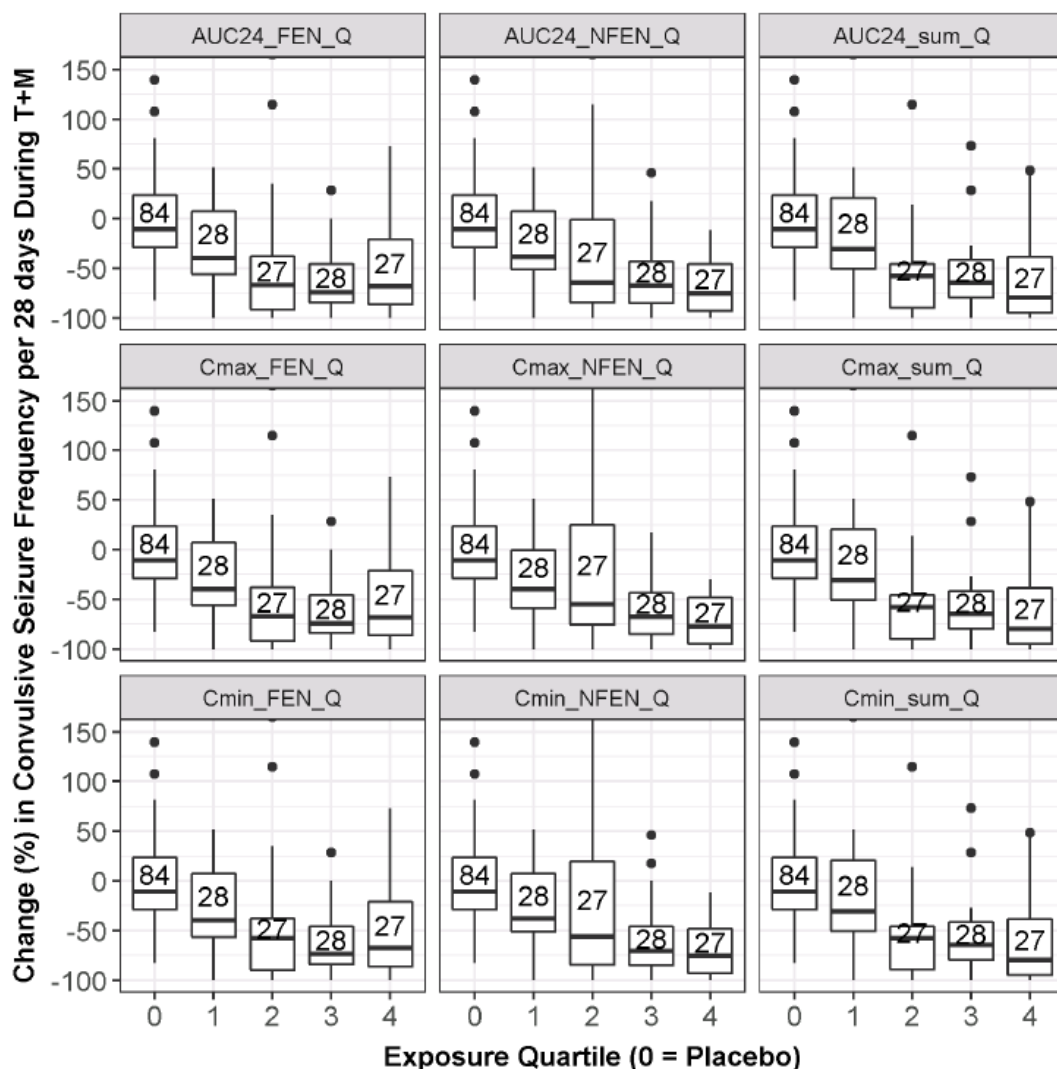 AUC24_FEN_Q AUC24_NFEN_Q AUC24_sum_Q
150
100
50
0
-50
-100
84 28 27 28 27
84 28 27 28 27
84 28 27 28 27
Cmax_FEN_Q Cmax_NFEN_Q Cmax_sum_Q
150
100
50
0
-50
-100
84 28 27 28 27
84 28 27 28 27
84 28 27 28 27
Cmin_FEN_Q Cmin_NFEN_Q Cmin_sum_Q
150
100
50
0
-50
-100
84 28 27 28 27
84 28 27 28 27
84 28 27 28 27
0 1 2 3 4 0 1 2 3 4 0 1 2 3 4
Exposure Quartile (0 = Placebo)
Change (%) in Convulsive Seizure Frequency per 28 days During T+M